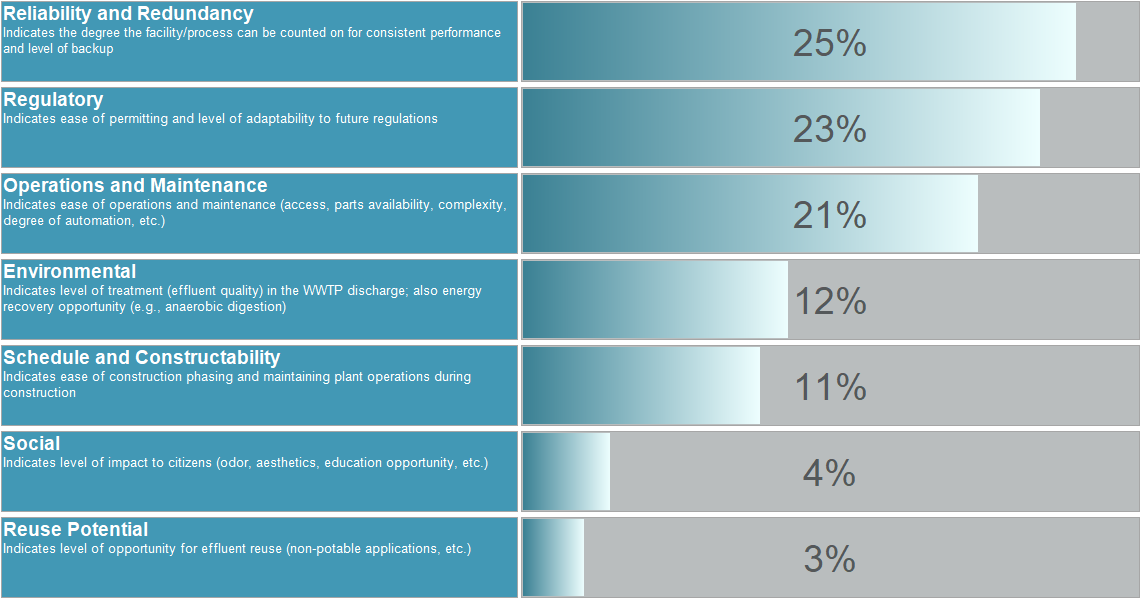 Reliability and Redundancy
Indicates the degree the facility/process can be counted on for consistent performance
and level of backup
25%
Regulatory
Indicates ease of permitting and level of adaptability to future regulations
23%
Operations and Maintenance
Indicates ease of operations and maintenance (access, parts availability, complexity,
degree of automation, etc.)
21%
Environmental
Indicates level of treatment (effluent quality) in the WWTP discharge; also energy
recovery opportunity (e.g., anaerobic digestion)
12%
Schedule and Constructability
Indicates ease of construction phasing and maintaining plant operations during
construction
11%
Social
Indicates level of impact to citizens (odor, aesthetics, education opportunity, etc.)
4%
Reuse Potential
Indicates level of opportunity for effluent reuse (non-potable applications, etc.)
3%